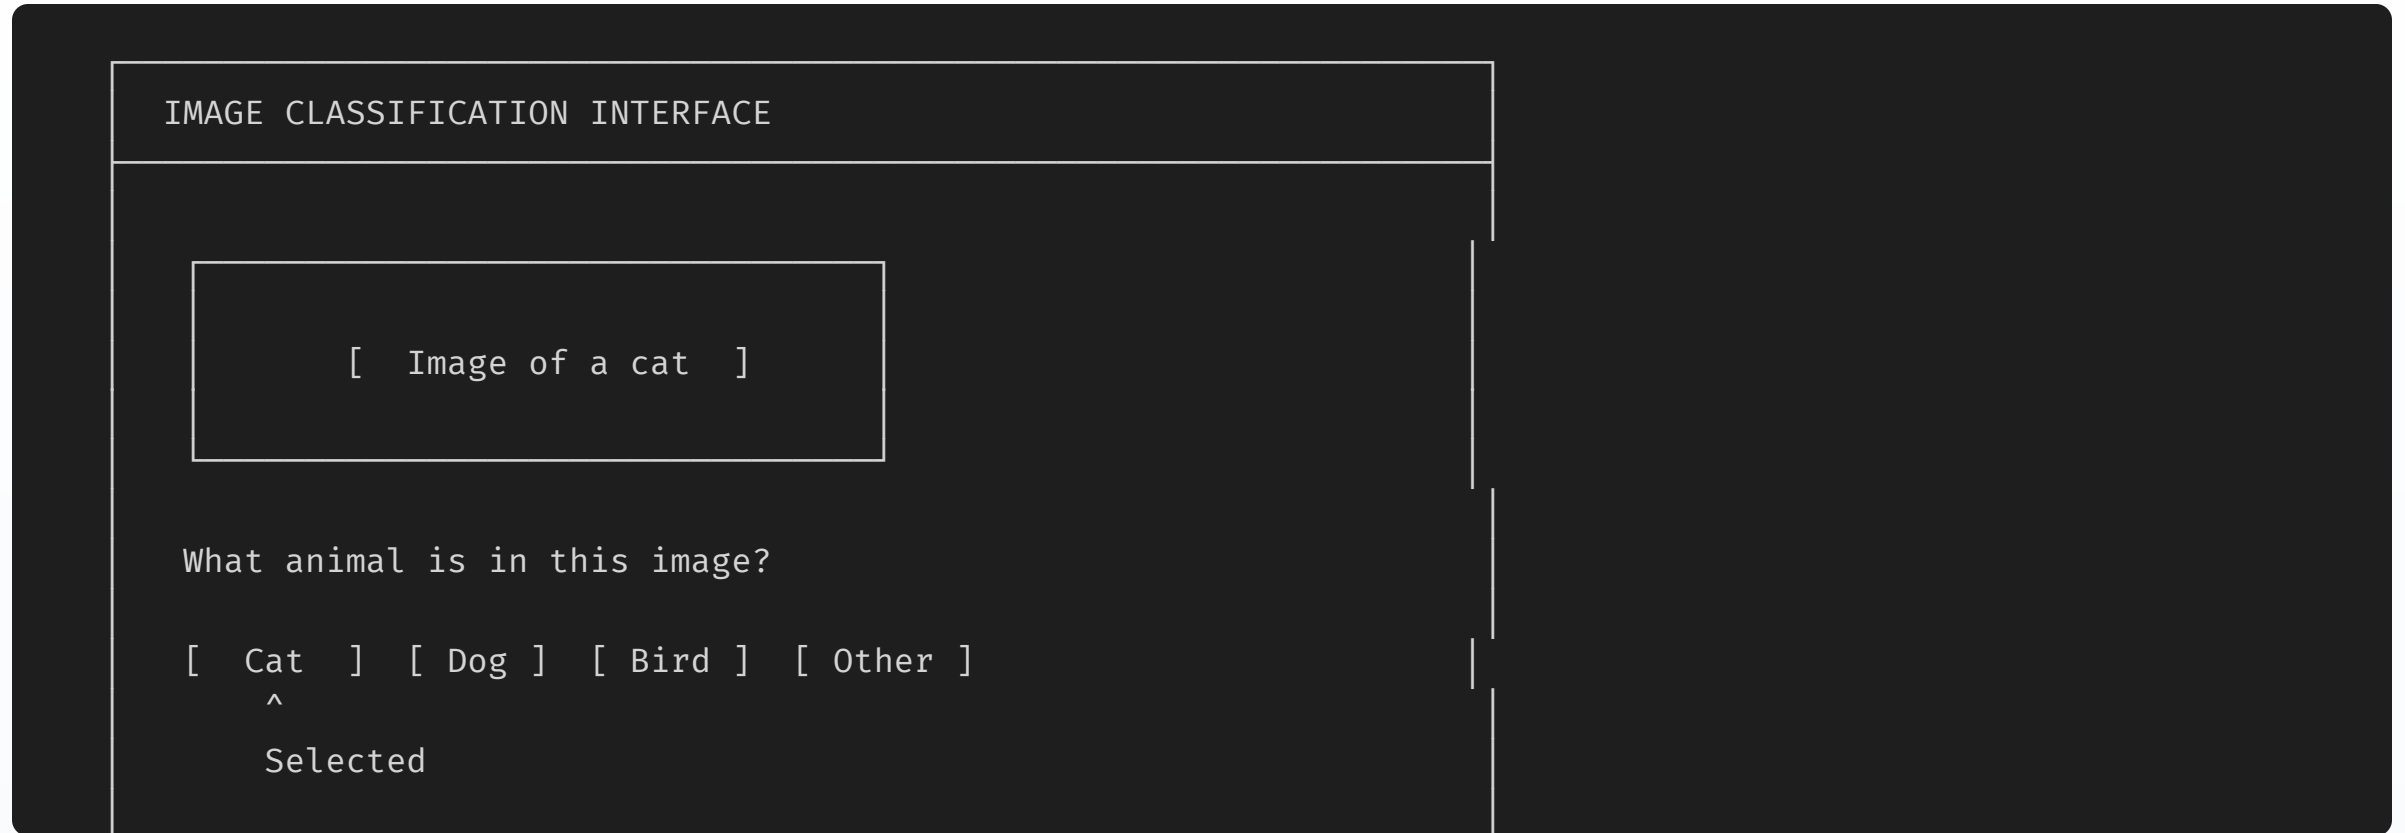 IMAGE CLASSIFICATION INTERFACE
[  Image of a cat  ]
What animal is in this image?
[  Cat  ]  [ Dog ]  [ Bird ]  [ Other ]
^
Selected